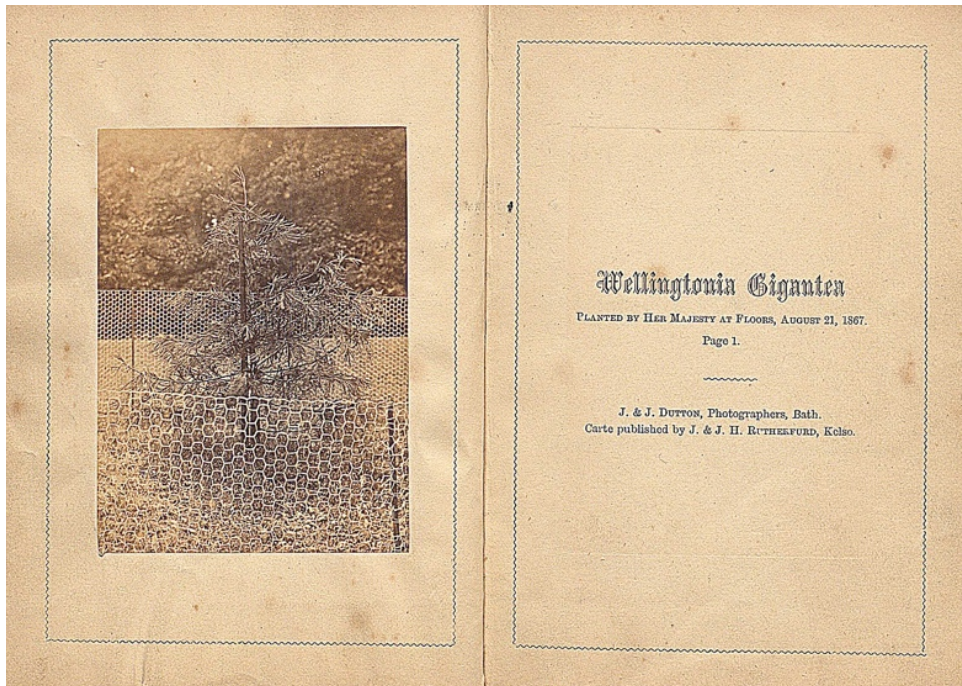 Wellingtonia Gigantea
PLANTED BY HER MAJESTY AT FLOORS, AUGUST 21, 1867.
Page 1.
J. & J. DUTTON, Photographers, Bath.
Carte published by J. & J. H. RUTHERFURD, Kelso.